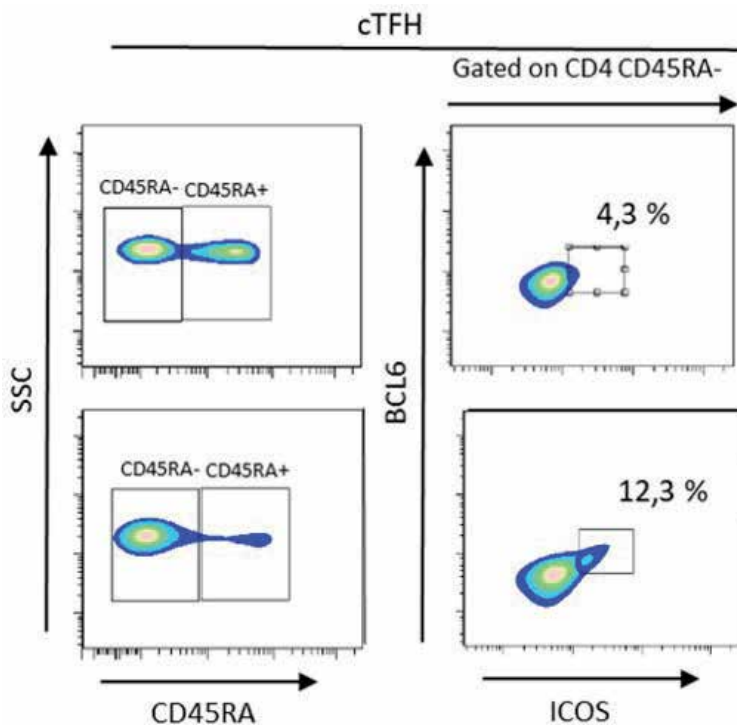 cTFH
Gated on CD4 CD45RA-
CD45RA- CD45RA+
4,3 %
SSC
BCL6
CD45RA- CD45RA+
12,3 %
CD45RA
ICOS